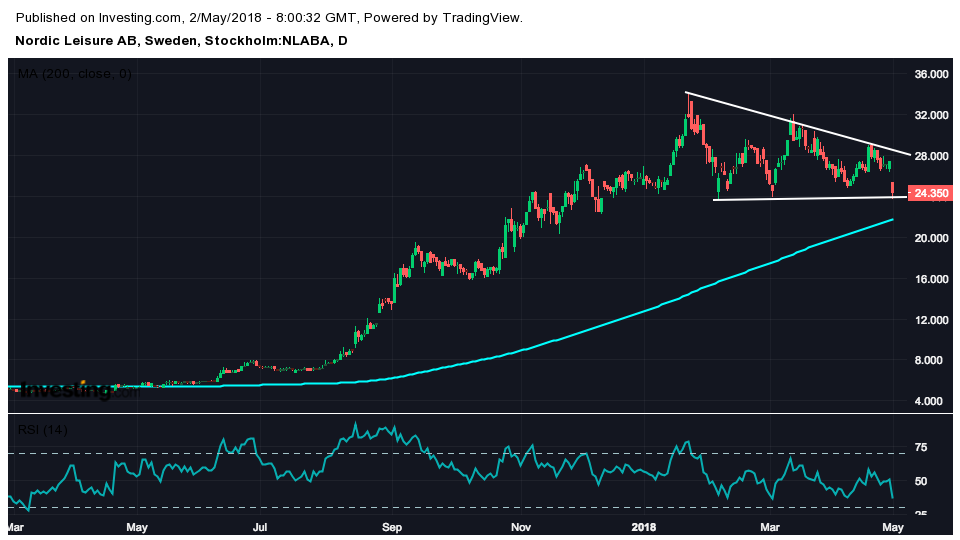 Published on Investing.com, 2/May/2018 - 8:00:32 GMT, Powered by TradingView.
Nordic Leisure AB, Sweden, Stockholm:NLABA, D
MA (200, close, 0)
36.000
32.000
28.000
24.350
20.000
16.000
12.000
8.000
4.000
Investing.com
RSI (14)
75
50
25
Mar May Jul Sep Nov 2018 Mar May